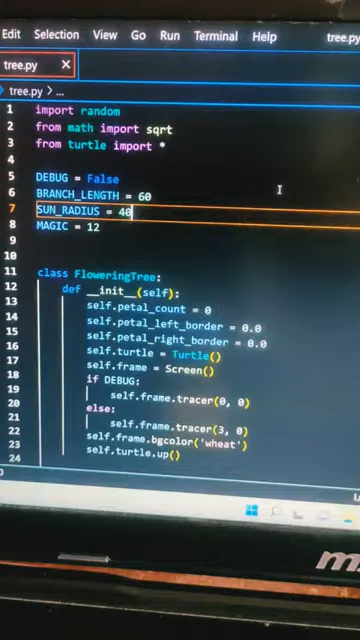 Edit Selection View Go Run Terminal Help tree.py
tree.py ×
tree.py > ...
1 import random
2 from math import sqrt
3 from turtle import *
4
5 DEBUG = False
6 BRANCH_LENGTH = 60
7 SUN_RADIUS = 40
8 MAGIC = 12
9
10
11 class FloweringTree:
12 def __init__(self):
13 self.petal_count = 0
14 self.petal_left_border = 0.0
15 self.petal_right_border = 0.0
16 self.turtle = Turtle()
17 self.frame = Screen()
18 if DEBUG:
19 self.frame.tracer(0, 0)
20 else:
21 self.frame.tracer(3, 0)
22 self.frame.bgcolor('wheat')
23 self.turtle.up()
24